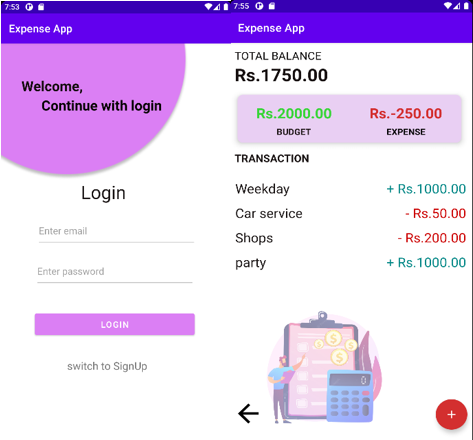 7:53
Expense App
Welcome,
Continue with login
Login
Enter email
Enter password
LOGIN
switch to SignUp
7:55
Expense App
TOTAL BALANCE
Rs.1750.00
Rs.2000.00 Rs.-250.00
BUDGET EXPENSE
TRANSACTION
Weekday + Rs.1000.00
Car service - Rs.50.00
Shops - Rs.200.00
party + Rs.1000.00
0
+